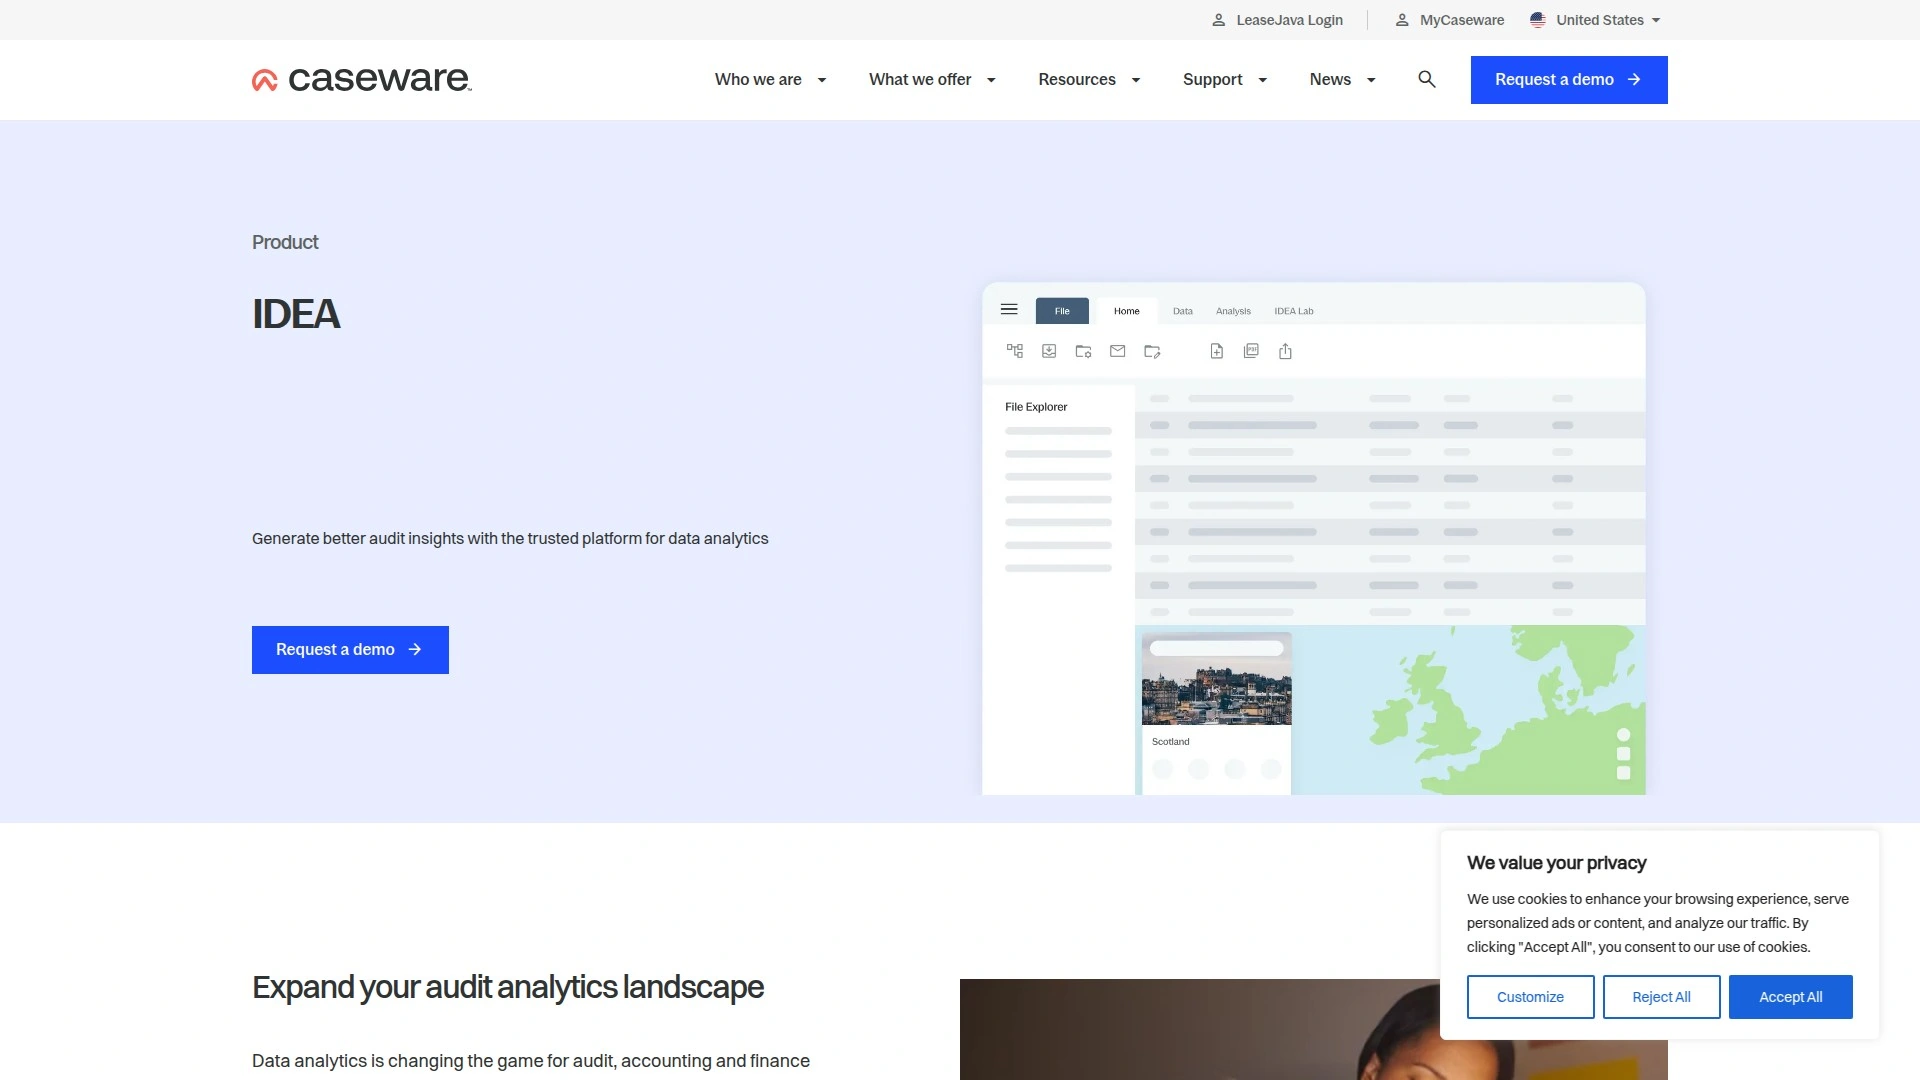 LeaseJava Login
MyCaseware
United States
caseware
Who we are
What we offer
Resources
Support
News
Request a demo
Product
IDEA
Generate better audit insights with the trusted platform for data analytics
Request a demo
File
Home
Data
Analysis
IDEA Lab
File Explorer
Scotland
We value your privacy
We use cookies to enhance your browsing experience, serve
personalized ads or content, and analyze our traffic. By
clicking "Accept All", you consent to our use of cookies.
Customize
Reject All
Accept All
Expand your audit analytics landscape
Data analytics is changing the game for audit, accounting and finance